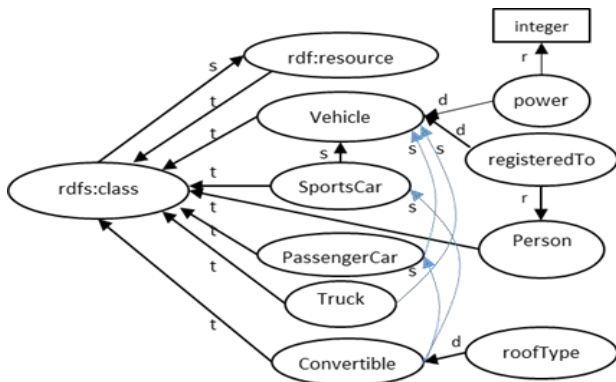 integer
r
rdf:resource
s
t
Vehicle
d
power
t
d
s
s
s
registeredTo
rdfs:class
t
SportsCar
s
r
t
Person
t
PassengerCar
s
t
Truck
t
Convertible
d
roofType